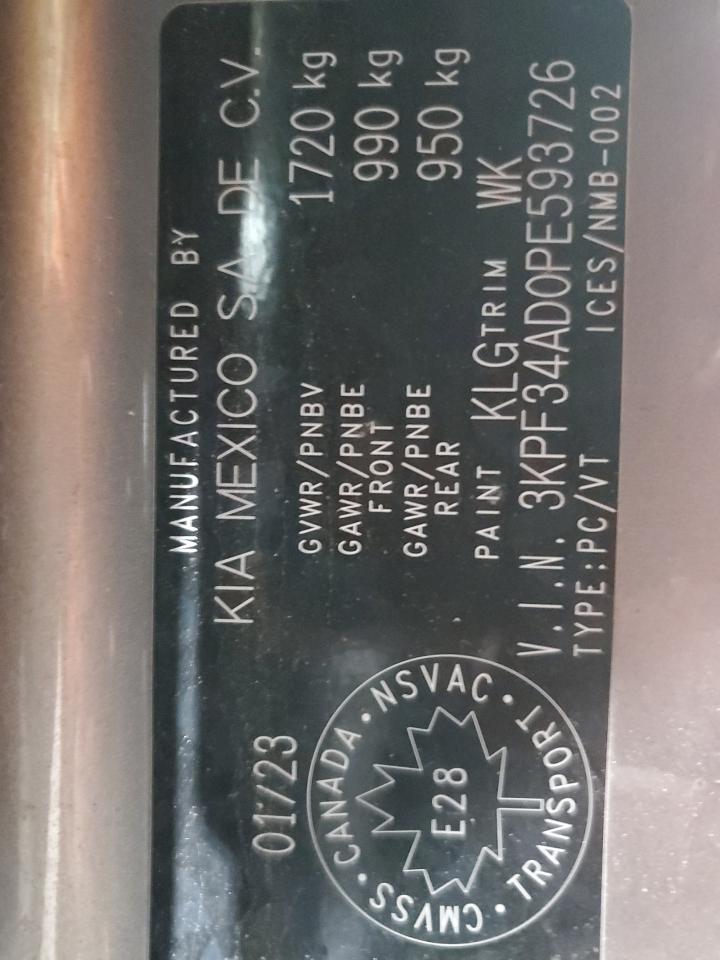 MANUFACTURED BY
KIA MEXICO S.A. DE C.V.
01/23
GVWR/PNBV 1720 kg
GAWR/PNBE FRONT 990 kg
GAWR/PNBE REAR 950 kg
PAINT KLG TRIM WK
V.I.N. 3KPF34AD0PE593726
TYPE:PC/VT ICES/NMB-002
CMVSS • CANADA • NSVAC • TRANSPORT •
E28